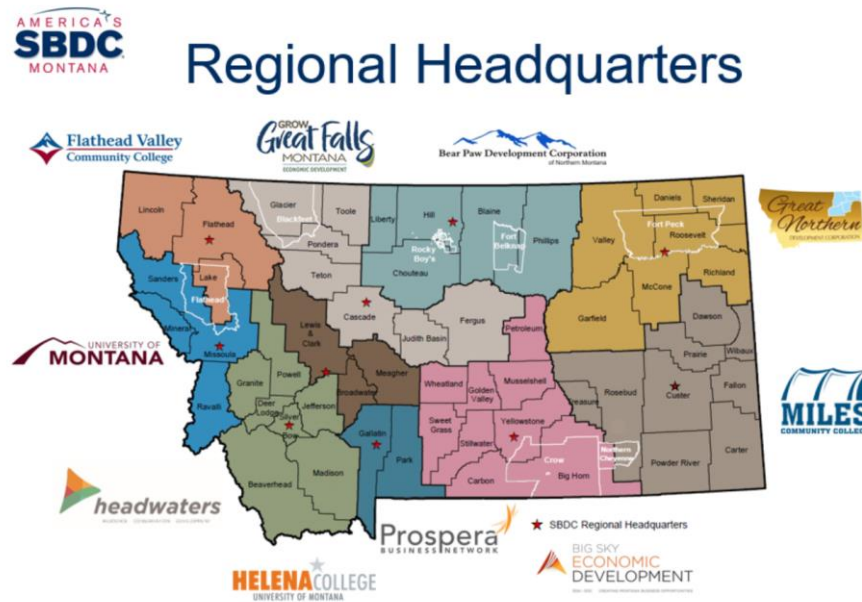 AMERICA'S
SBDC
MONTANA
Regional Headquarters
Flathead Valley
Community College
GROW
Great Falls
MONTANA
ECONOMIC DEVELOPMENT
Bear Paw Development Corporation
of Northern Montana
Great
Northern
DEVELOPMENT CORPORATION
Lincoln
Flathead
Glacier
Blackfeet
Toole
Liberty
Hill
Blaine
Phillips
Daniels
Sheridan
Valley
Fort Peck
Roosevelt
Pondera
Rocky
Boy's
Fort
Belknap
Teton
Chouteau
Richland
McCone
Sanders
Lake
Flathead
Cascade
Garfield
Dawson
Lewis
& Clark
Judith Basin
Fergus
Petroleum
Prairie
Wibaux
Mineral
Missoula
UNIVERSITY OF
MONTANA
Powell
Granite
Meagher
Broadwater
Wheatland
Golden
Valley
Musselshell
Rosebud
Custer
Fallon
Ravalli
Deer
Lodge
Silver
Bow
Jefferson
Sweet
Grass
Stillwater
Yellowstone
MILES
COMMUNITY COLLEGE
Gallatin
Park
Crow
Northern
Cheyenne
Big Horn
Carbon
Powder River
Carter
Beaverhead
Madison
headwaters
Prospera
BUSINESS NETWORK
SBDC Regional Headquarters
HELENA COLLEGE
UNIVERSITY OF MONTANA
BIG SKY
ECONOMIC
DEVELOPMENT